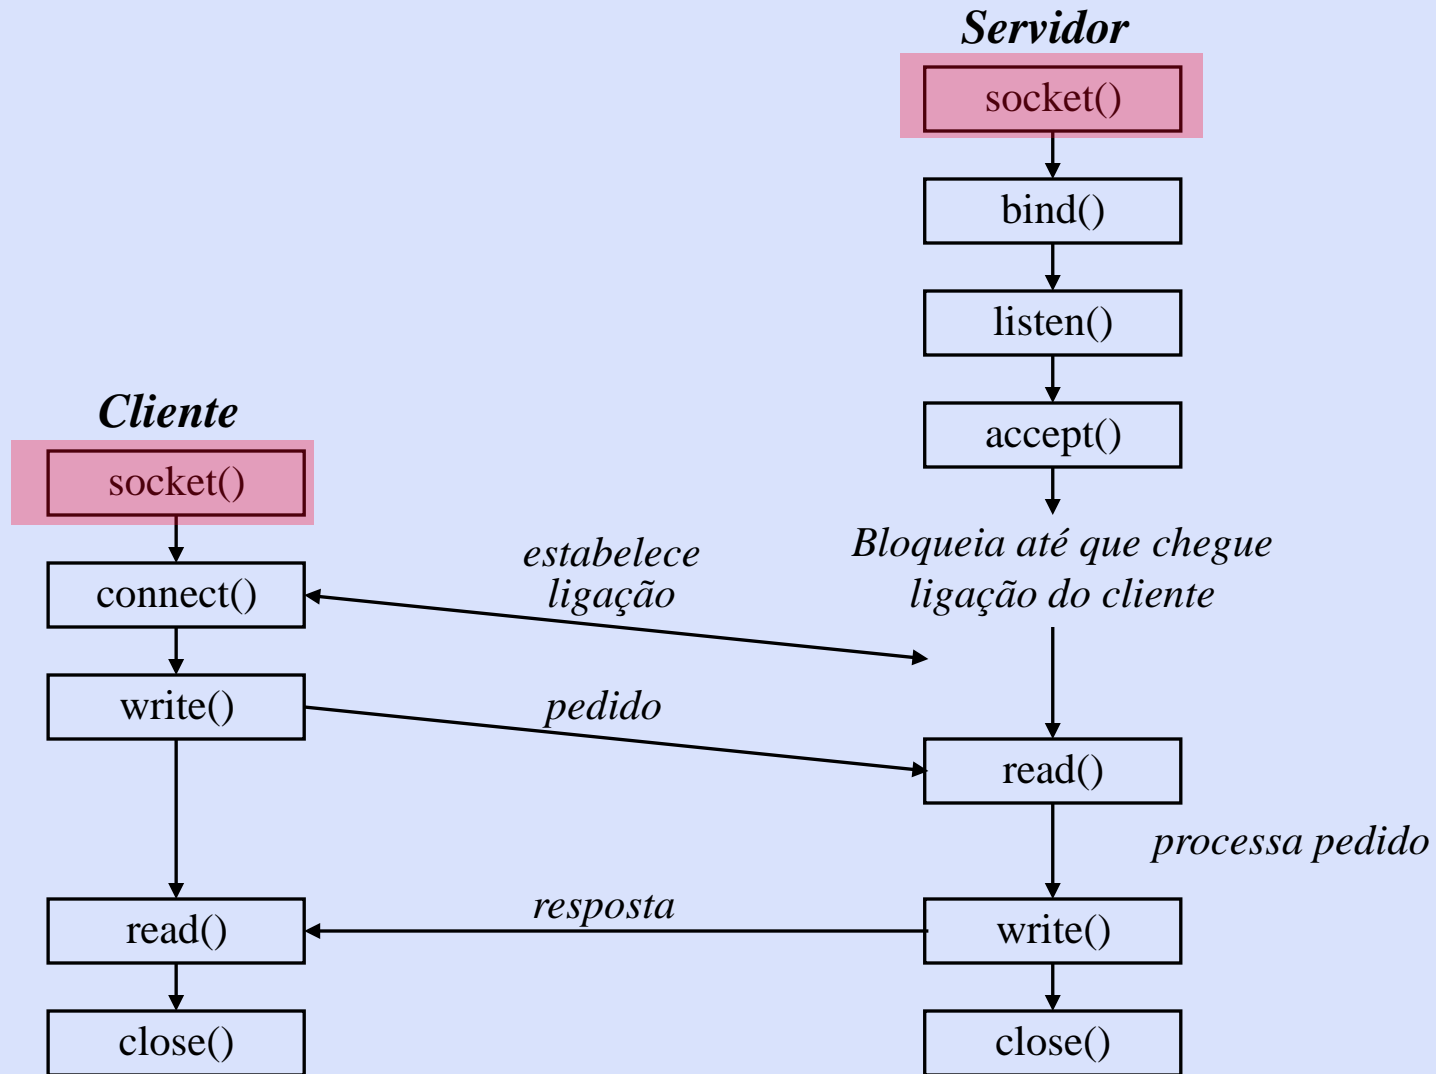 Servidor
socket()
bind()
listen()
accept()
Bloqueia até que chegue
ligação do cliente
read()
processa pedido
write()
close()
Cliente
socket()
connect()
write()
read()
close()
estabelece
ligação
pedido
resposta